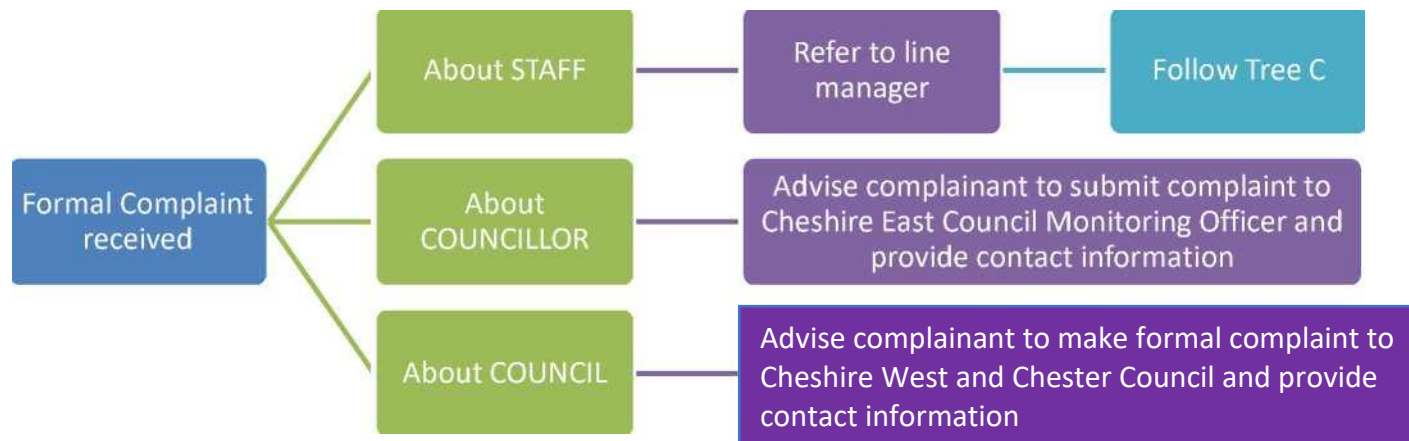 About STAFF
Refer to line
manager
Follow Tree C
Formal Complaint
received
About
COUNCILLOR
Advise complainant to submit complaint to
Cheshire East Council Monitoring Officer and
provide contact information
About COUNCIL
Advise complainant to make formal complaint to
Cheshire West and Chester Council and provide
contact information